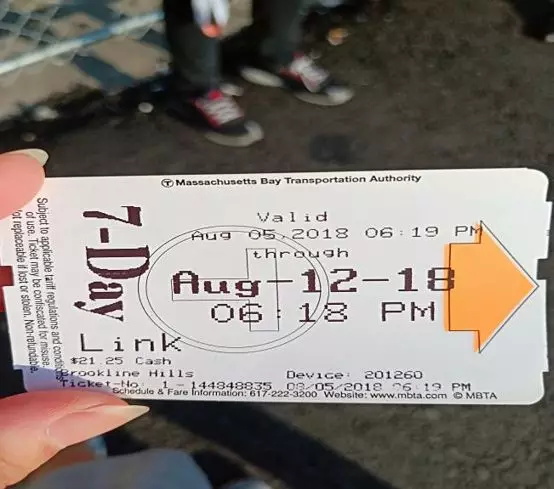 Massachusetts Bay Transportation Authority
Valid
Aug 05,2018 06:19 PM
through
Aug-12-18
06:18 PM
7-Day
Link
$21.25 Cash
Brookline Hills
Device: 201260
Ticket-No: 1-144848835 08/05/2018 06:19 PM
Schedule & Fare Information: 617-222-3200 Website: www.mbta.com © MBTA
Subject to applicable tariff regulations and conditions
of use. Ticket may be confiscated for misuse.
Not replaceable if lost or stolen. Nonrefundable.